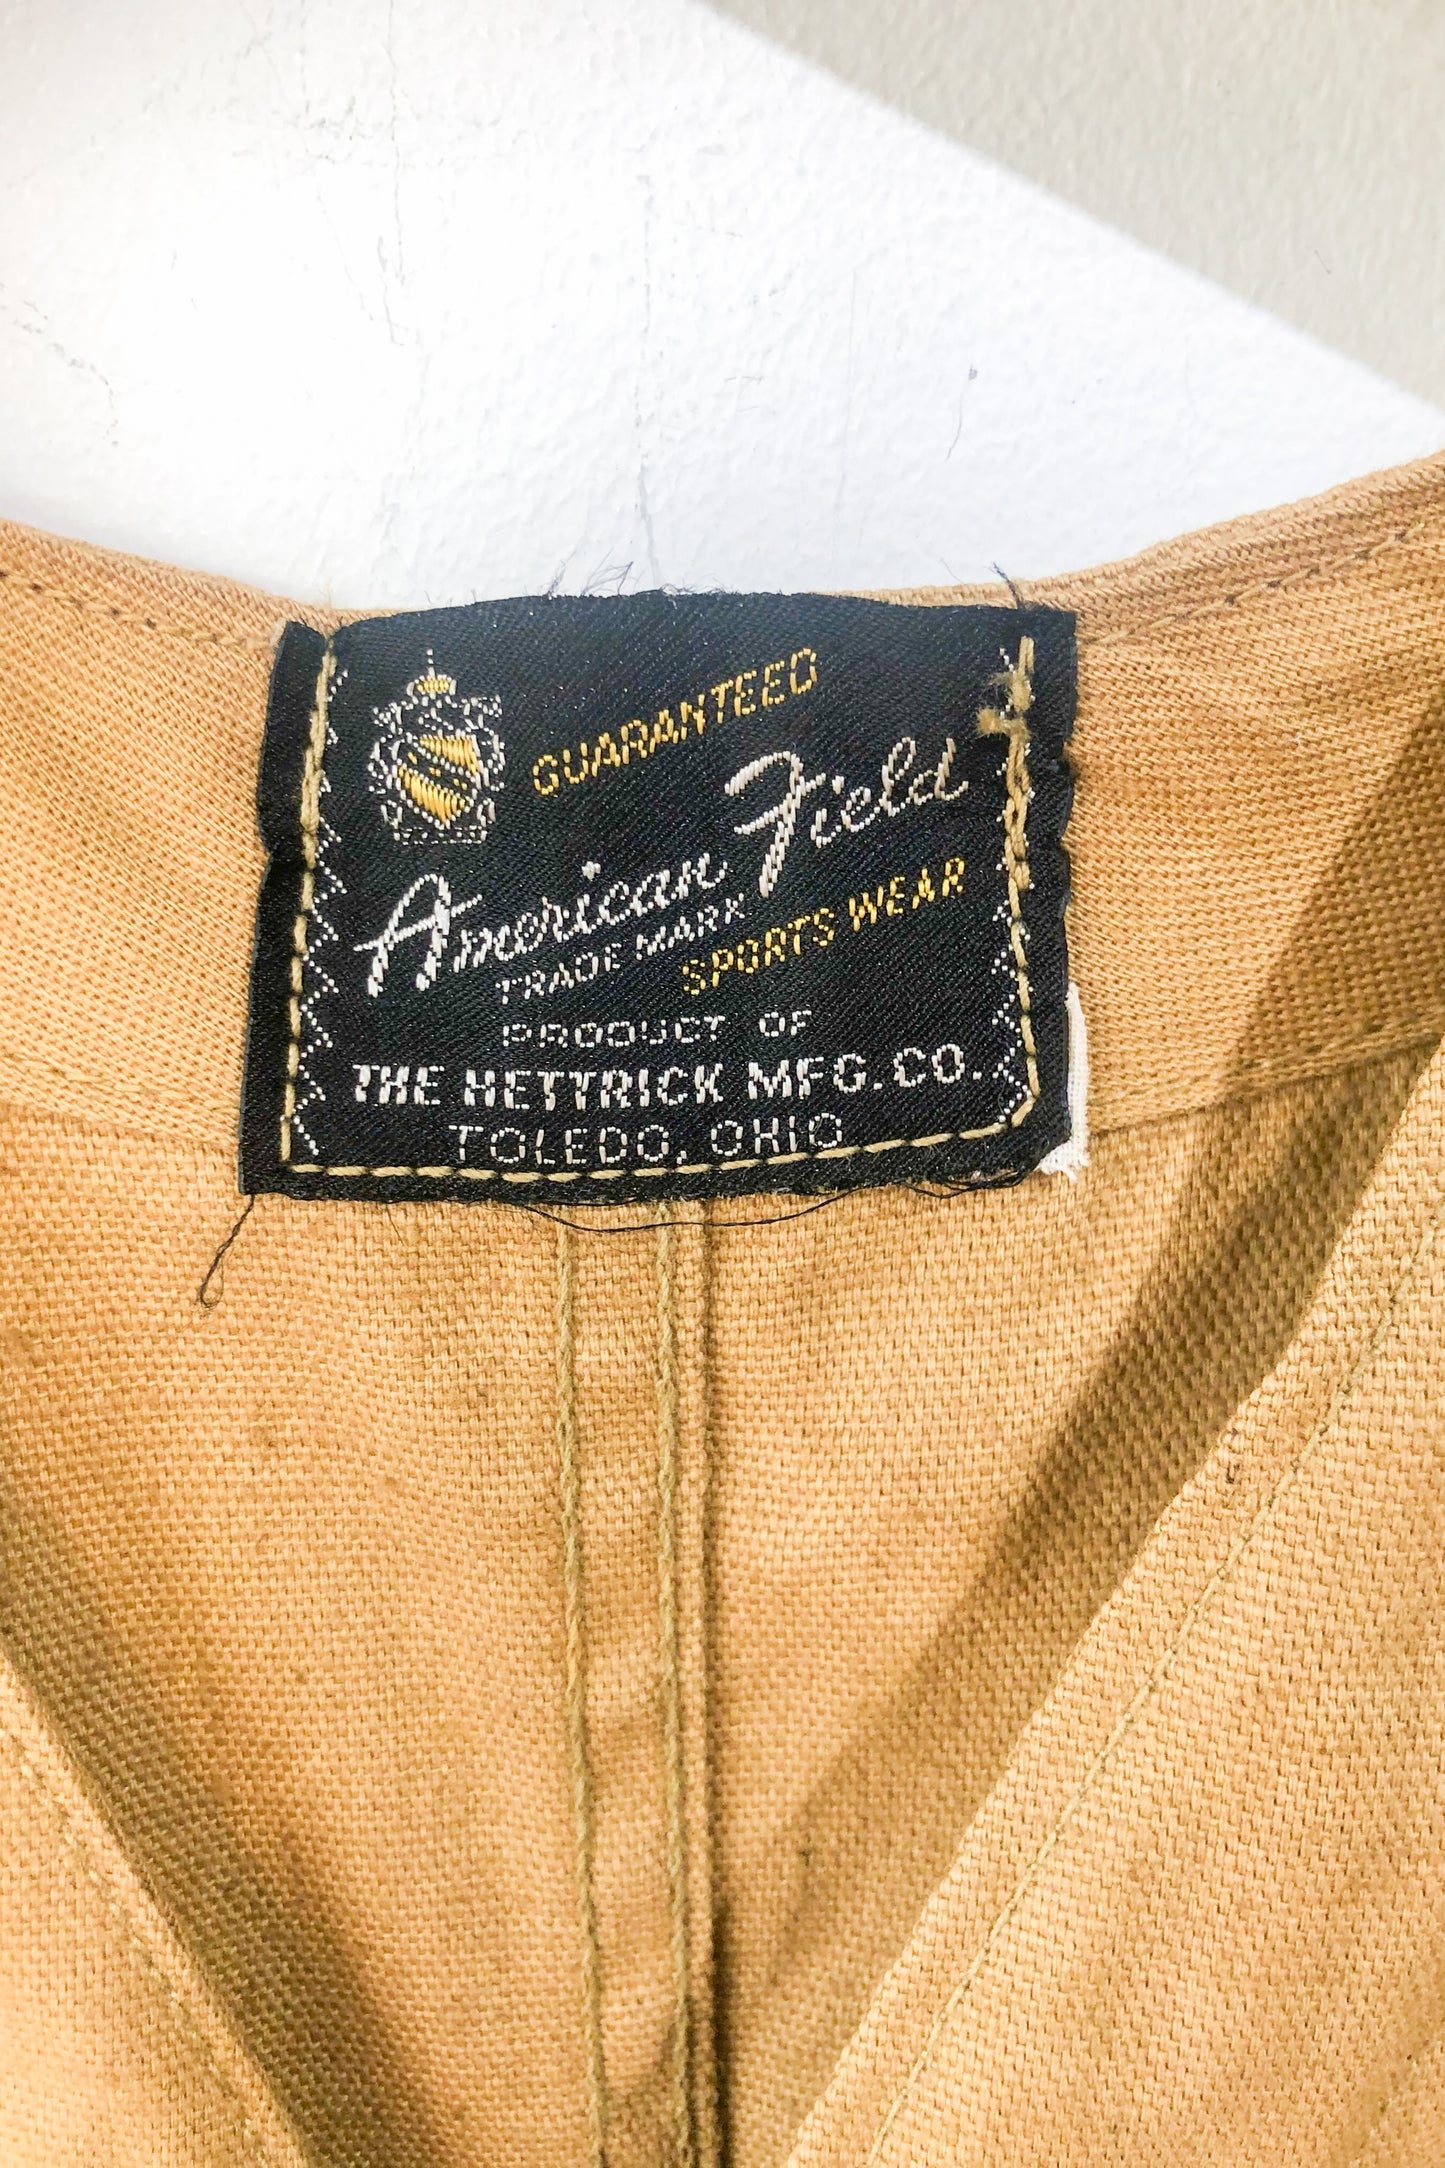 GUARANTEED
American Field
TRADE MARK
SPORTS WEAR
PRODUCT OF
THE HETTRICK MFG. CO.
TOLEDO, OHIO